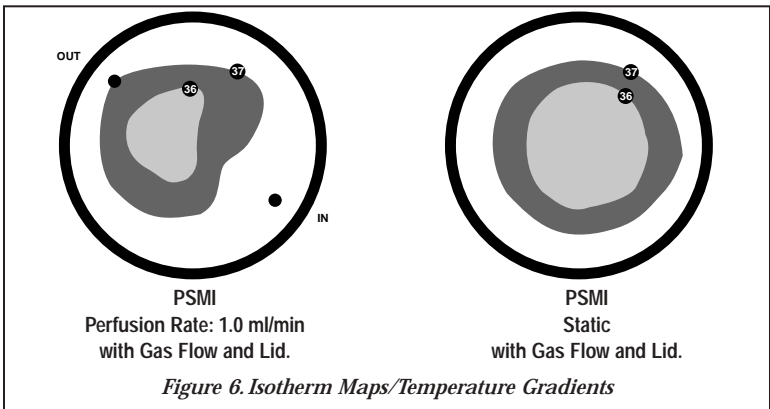 OUT
36
37
IN
PSMI
Perfusion Rate: 1.0 ml/min
with Gas Flow and Lid.
37
36
PSMI
Static
with Gas Flow and Lid.
Figure 6. Isotherm Maps/Temperature Gradients